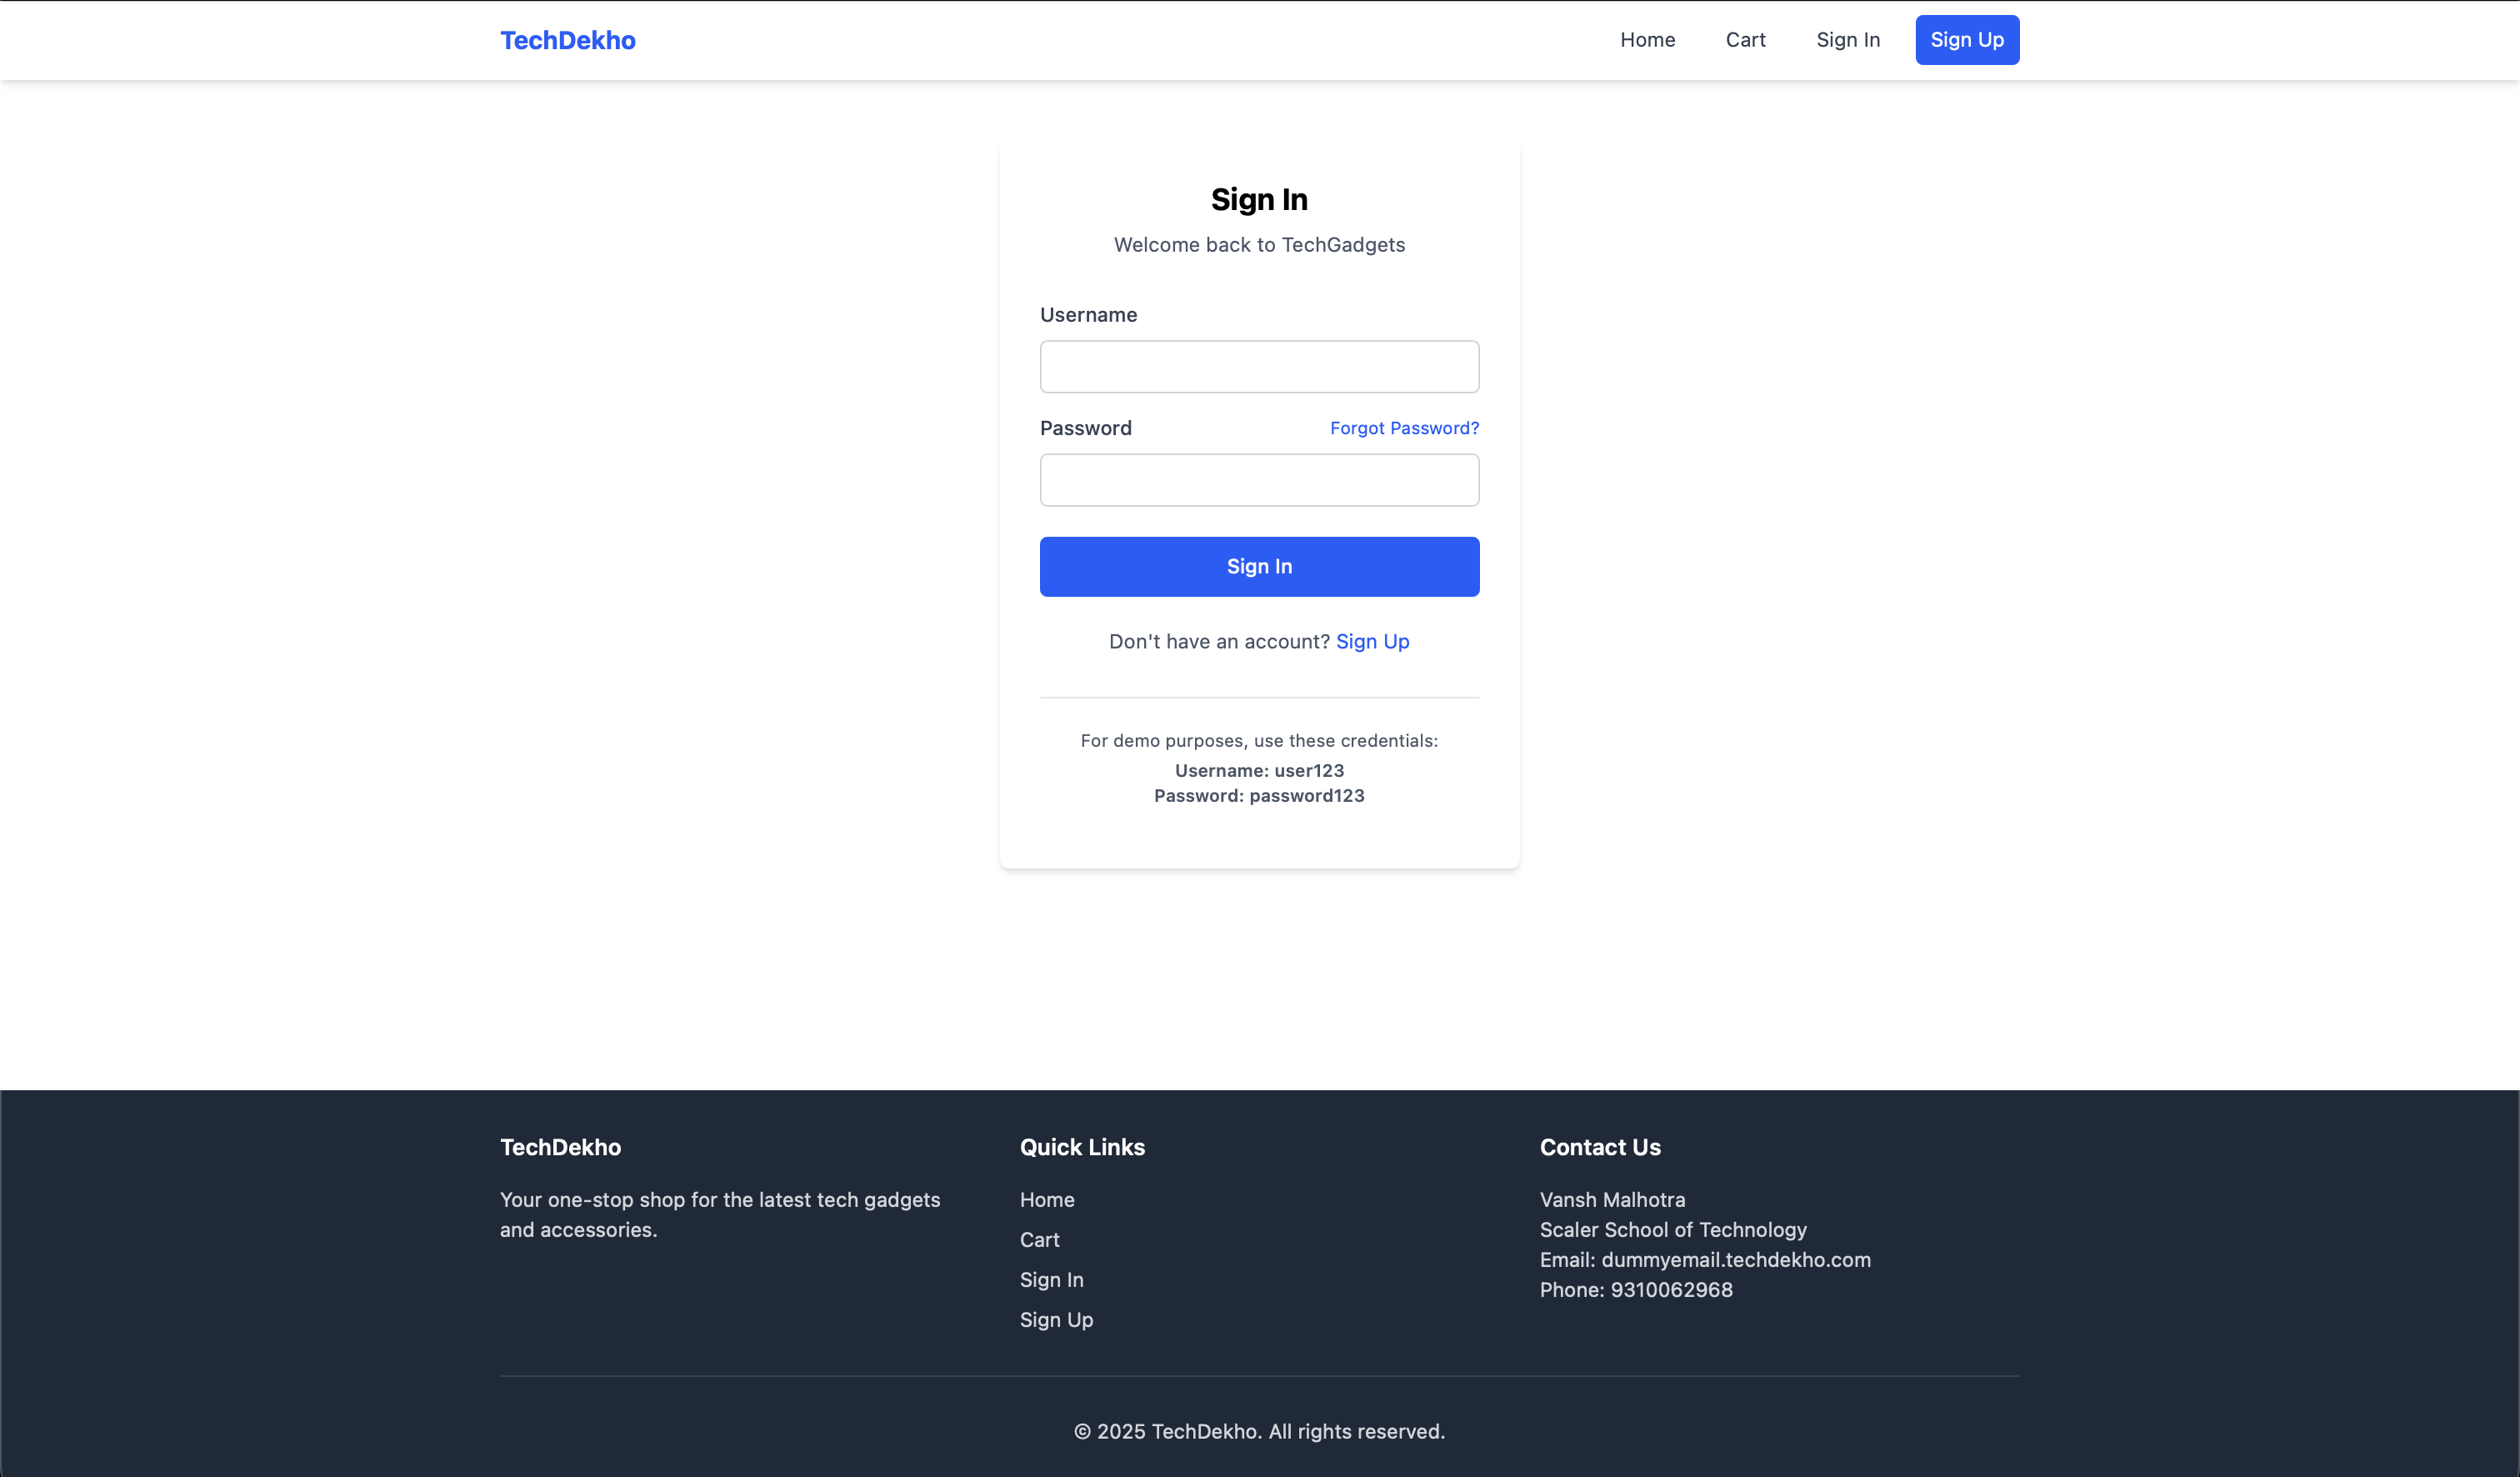 TechDekho
Home
Cart
Sign In
Sign Up
Sign In
Welcome back to TechGadgets
Username
Password
Forgot Password?
Sign In
Don't have an account? Sign Up
For demo purposes, use these credentials:
Username: user123
Password: password123
TechDekho
Your one-stop shop for the latest tech gadgets
and accessories.
Quick Links
Home
Cart
Sign In
Sign Up
Contact Us
Vansh Malhotra
Scaler School of Technology
Email: dummyemail.techdekho.com
Phone: 9310062968
© 2025 TechDekho. All rights reserved.